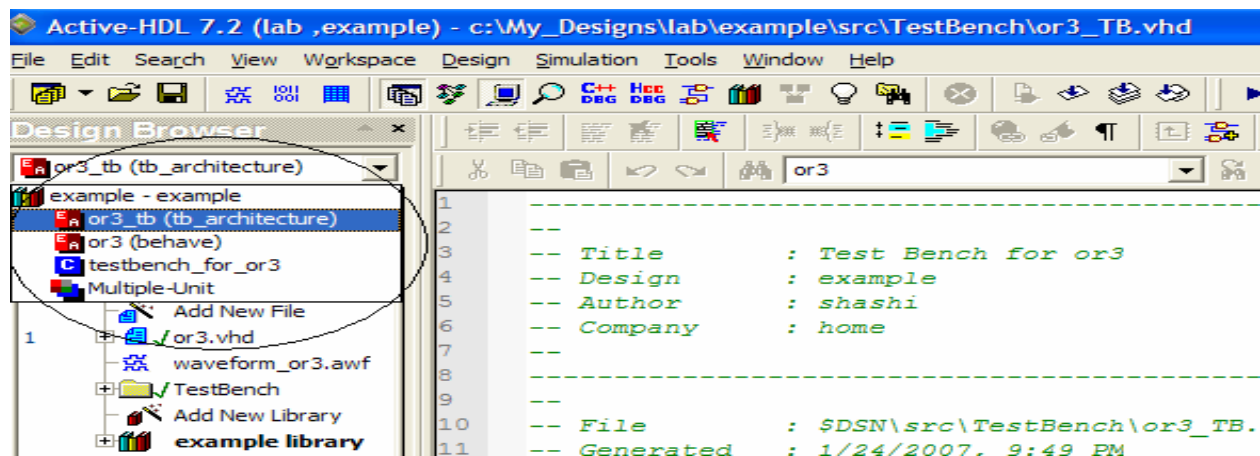 Active-HDL 7.2 (lab ,example) - c:\My_Designs\lab\example\src\TestBench\or3_TB.vhd
File Edit Search View Workspace Design Simulation Tools Window Help
C++ DBG HCC DBG
Design Browser
or3_tb (tb_architecture)
or3
example - example
or3_tb (tb_architecture)
or3 (behave)
testbench_for_or3
Multiple-Unit
Add New File
1 or3.vhd
waveform_or3.awf
TestBench
Add New Library
example library
1 ----------------------------------------
2 --
3 -- Title : Test Bench for or3
4 -- Design : example
5 -- Author : shashi
6 -- Company : home
7 --
8 ----------------------------------------
9 --
10 -- File : $DSN\src\TestBench\or3_TB.
11 -- Generated : 1/24/2007, 9:49 PM